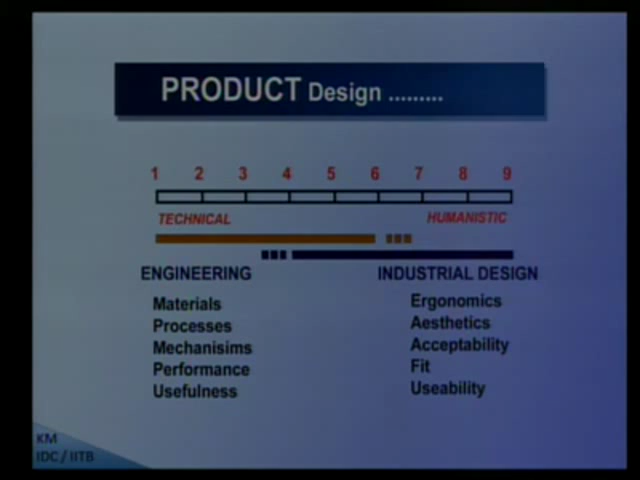 PRODUCT Design .........
1 2 3 4 5 6 7 8 9
TECHNICAL HUMANISTIC
ENGINEERING INDUSTRIAL DESIGN
Materials Ergonomics
Processes Aesthetics
Mechanisims Acceptability
Performance Fit
Usefulness Useability
KM
IDC / IITB